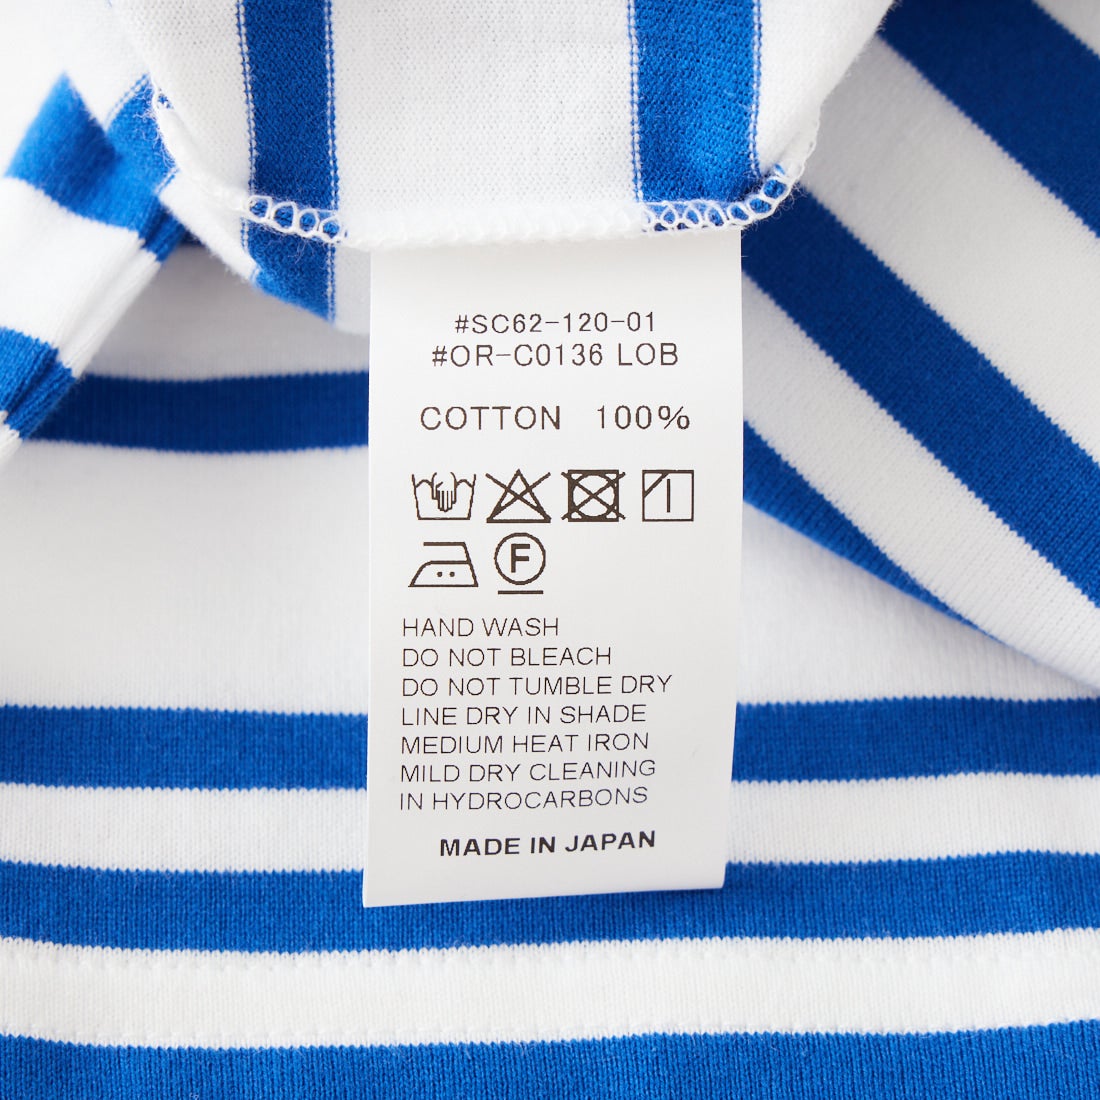 #SC62-120-01
#OR-C0136 LOB
COTTON 100%
F
HAND WASH
DO NOT BLEACH
DO NOT TUMBLE DRY
LINE DRY IN SHADE
MEDIUM HEAT IRON
MILD DRY CLEANING
IN HYDROCARBONS
MADE IN JAPAN